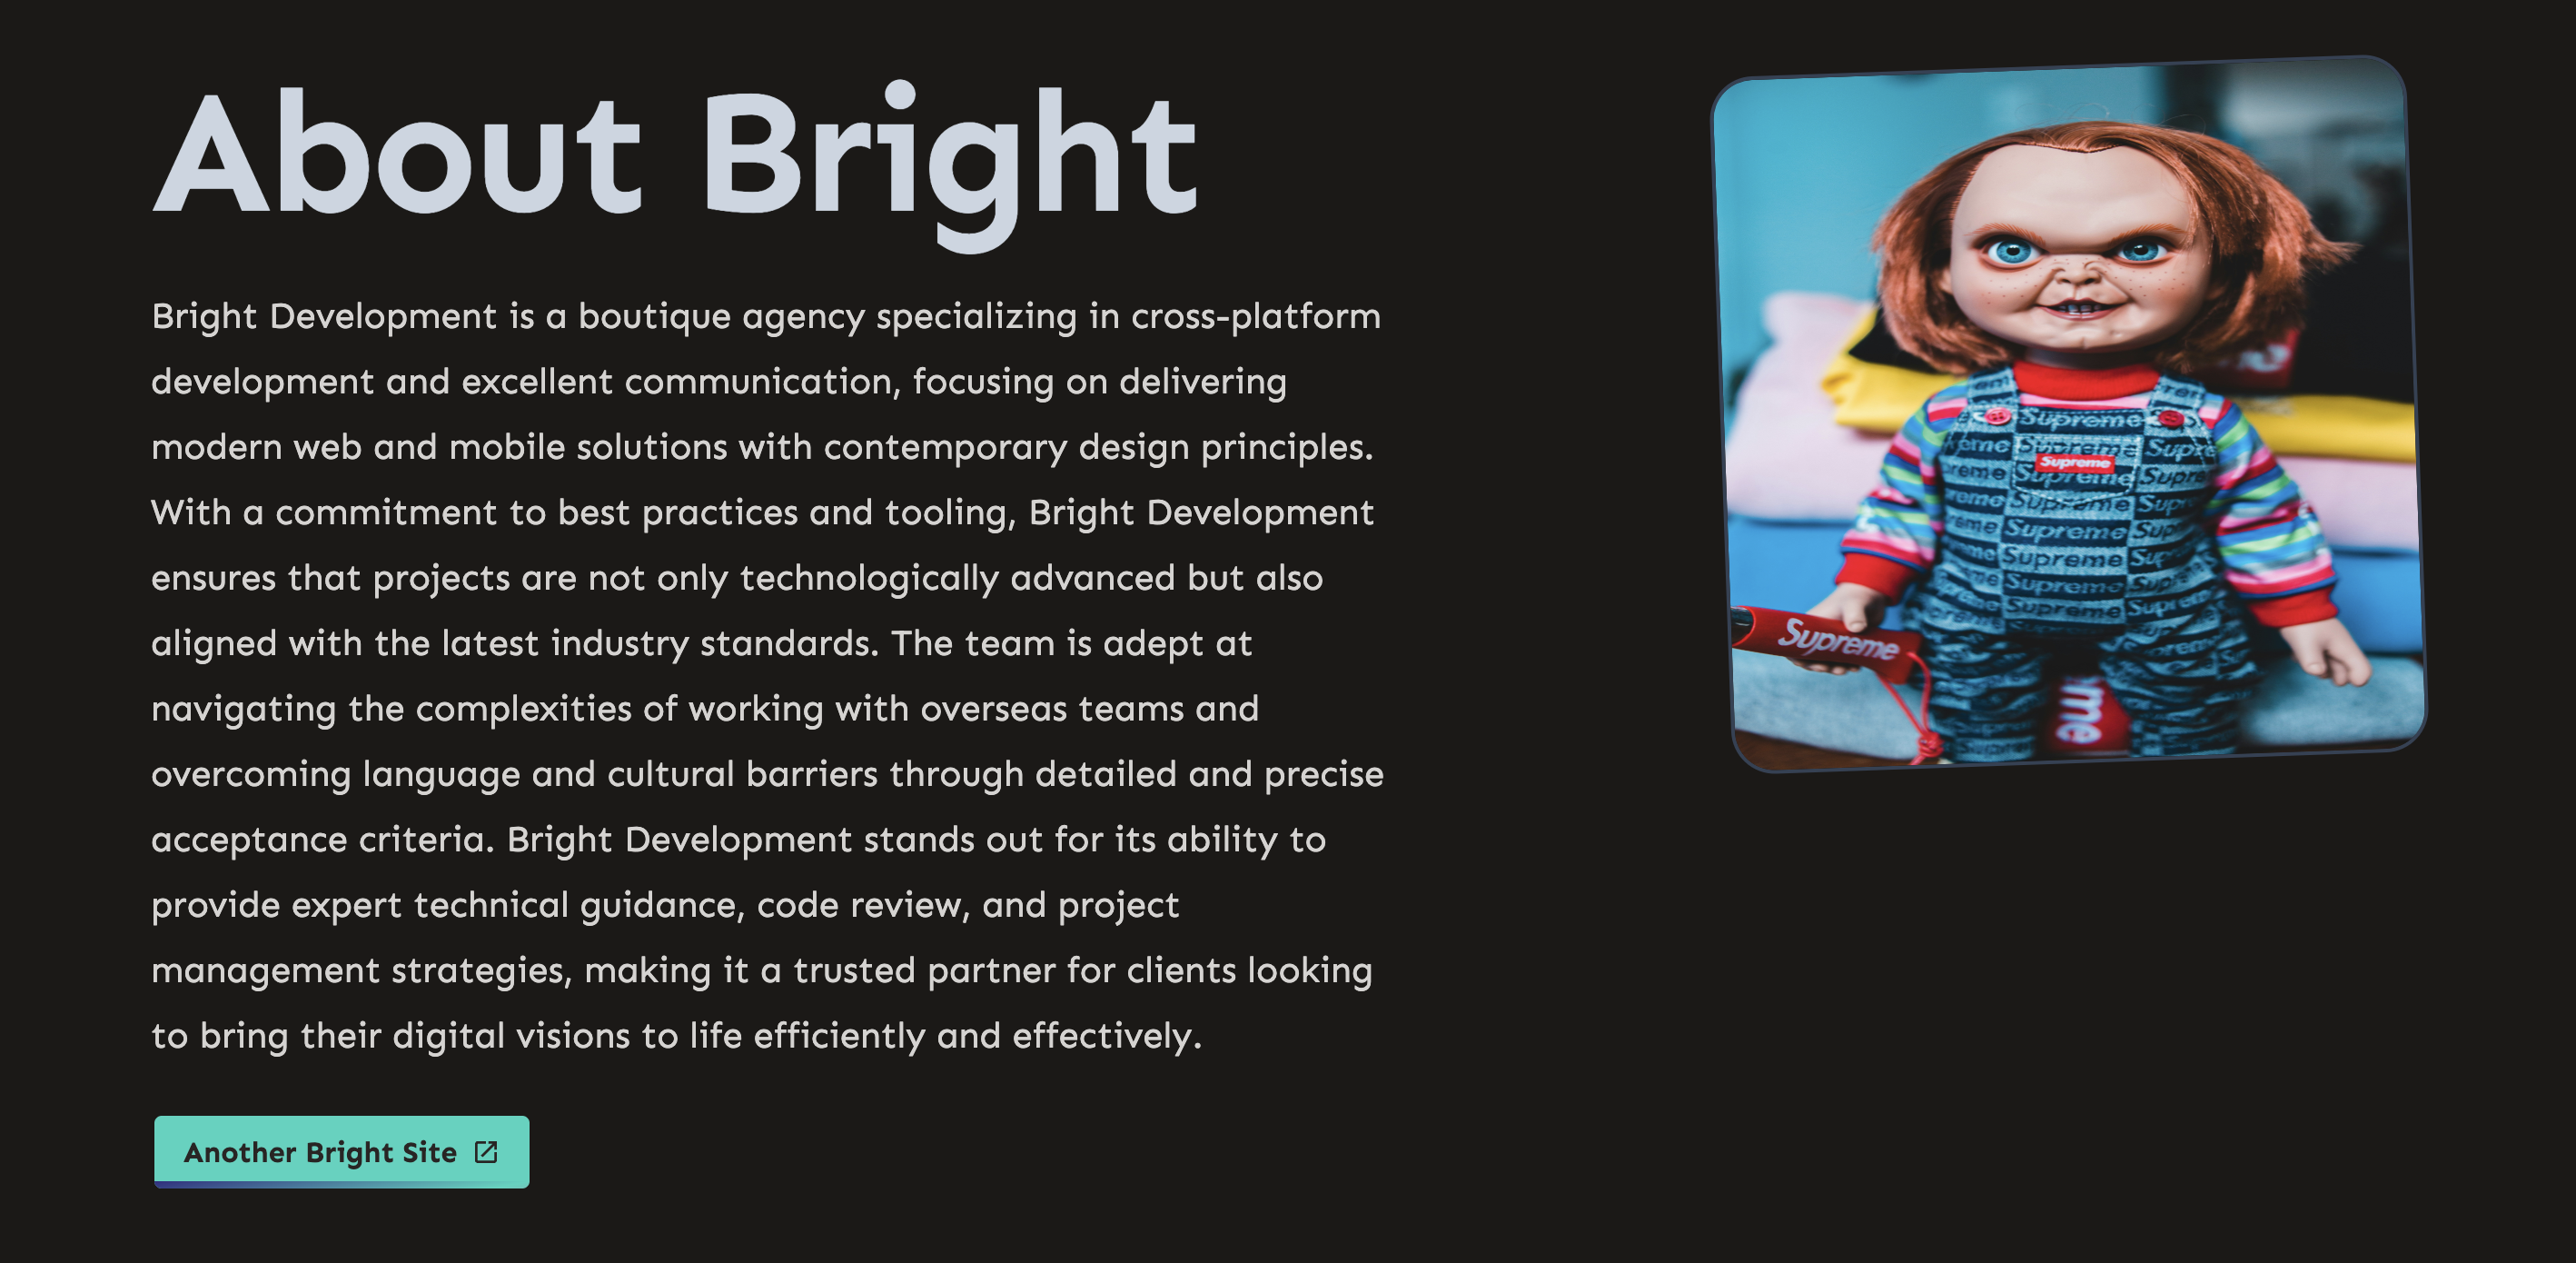 About Bright
Bright Development is a boutique agency specializing in cross-platform
development and excellent communication, focusing on delivering
modern web and mobile solutions with contemporary design principles.
With a commitment to best practices and tooling, Bright Development
ensures that projects are not only technologically advanced but also
aligned with the latest industry standards. The team is adept at
navigating the complexities of working with overseas teams and
overcoming language and cultural barriers through detailed and precise
acceptance criteria. Bright Development stands out for its ability to
provide expert technical guidance, code review, and project
management strategies, making it a trusted partner for clients looking
to bring their digital visions to life efficiently and effectively.
Another Bright Site
Supreme
Supreme
Supreme
Supreme
Supreme
Supreme
Supreme
Supreme
Supreme
Supreme
me